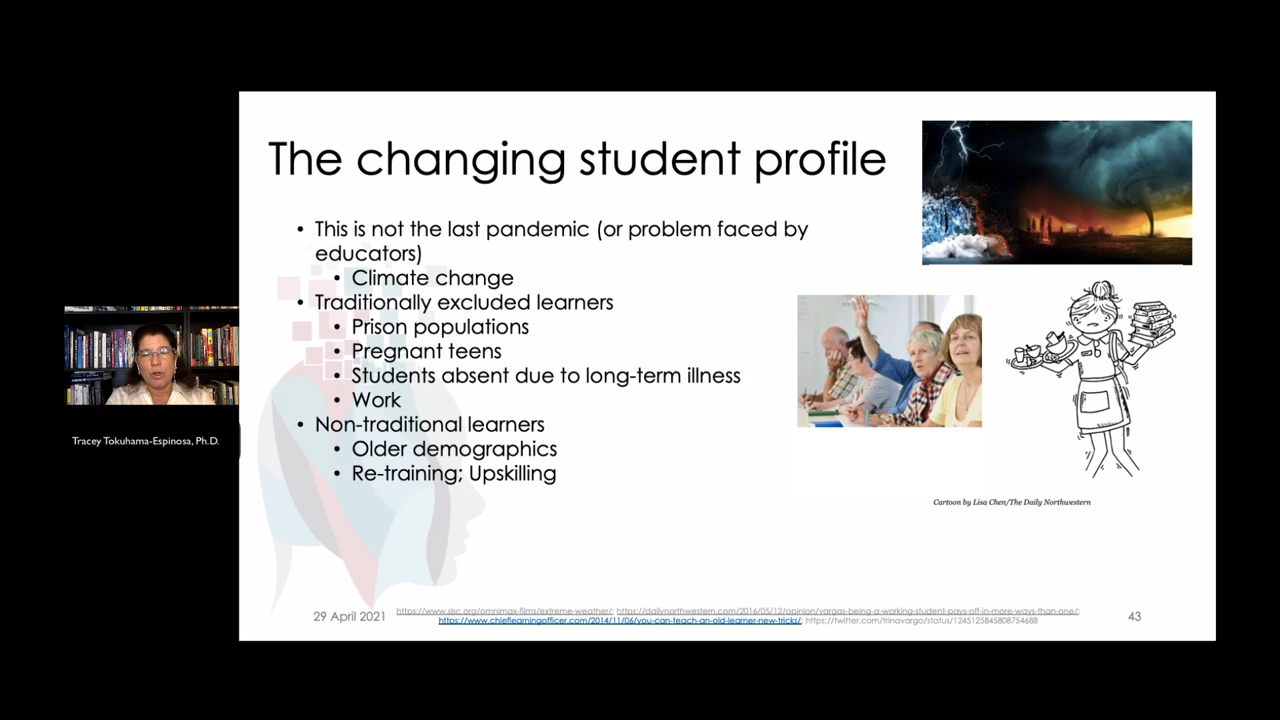 The changing student profile
• This is not the last pandemic (or problem faced by
educators)
• Climate change
• Traditionally excluded learners
• Prison populations
• Pregnant teens
• Students absent due to long-term illness
• Work
• Non-traditional learners
• Older demographics
• Re-training; Upskilling
Tracey Tokuhama-Espinosa, Ph.D.
Cartoon by Lisa Chen/The Daily Northwestern
29 April 2021
https://www.slsc.org/omnimax-films/extreme-weather/; https://dailynorthwestern.com/2016/05/12/opinion/vargas-being-a-working-student-pays-off-in-more-ways-than-one/;
https://www.chieflearningofficer.com/2014/11/06/you-can-teach-an-old-learner-new-tricks/; https://twitter.com/trinavargo/status/1245125845808754688
43